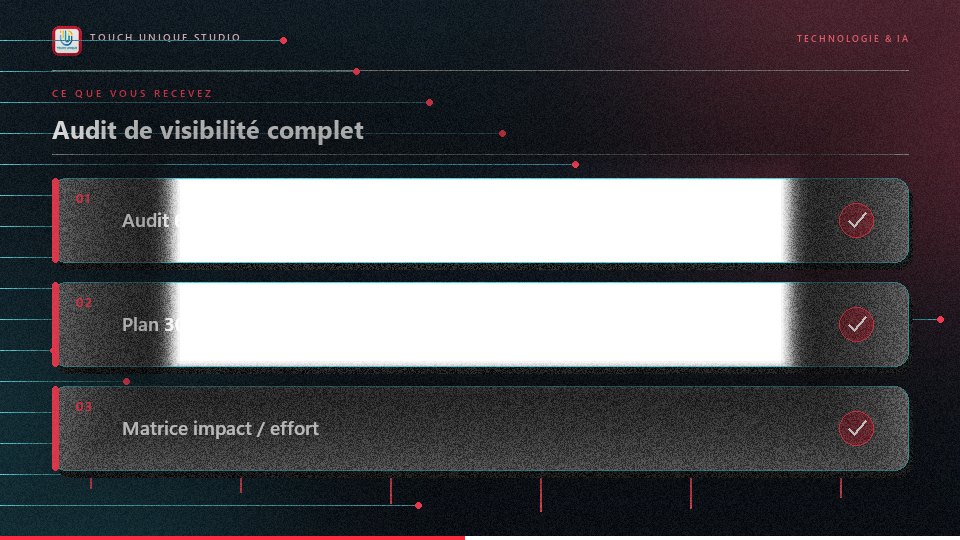 TOUCH UNIQUE STUDIO
TECHNOLOGIE & IA
CE QUE VOUS RECEVEZ
Audit de visibilité complet
01
Audit
02
Plan
03
Matrice impact / effort